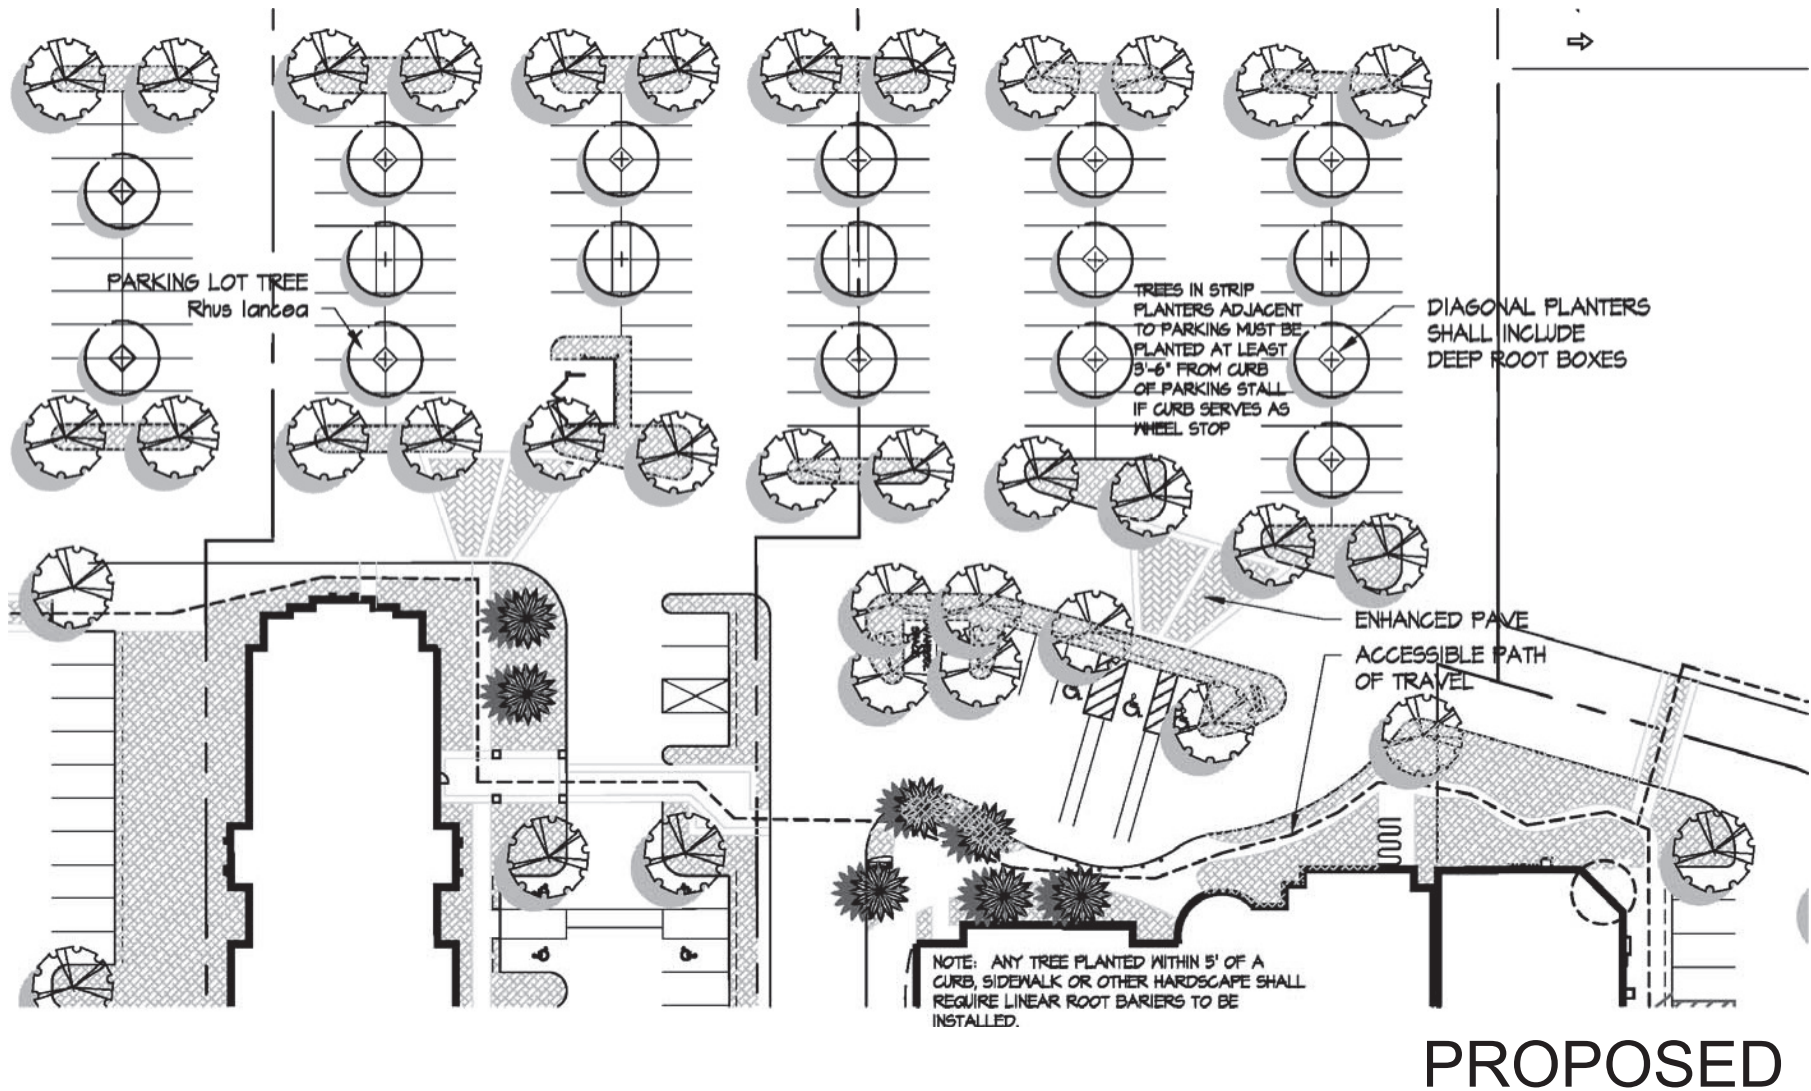 PARKING LOT TREE
Rhus lancea
TREES IN STRIP
PLANTERS ADJACENT
TO PARKING MUST BE
PLANTED AT LEAST
3'-6" FROM CURB
OF PARKING STALL
IF CURB SERVES AS
WHEEL STOP
DIAGONAL PLANTERS
SHALL INCLUDE
DEEP ROOT BOXES
ENHANCED PAVE
ACCESSIBLE PATH
OF TRAVEL
NOTE: ANY TREE PLANTED WITHIN 5' OF A
CURB, SIDEWALK OR OTHER HARDSCAPE SHALL
REQUIRE LINEAR ROOT BARIERS TO BE
INSTALLED.
PROPOSED